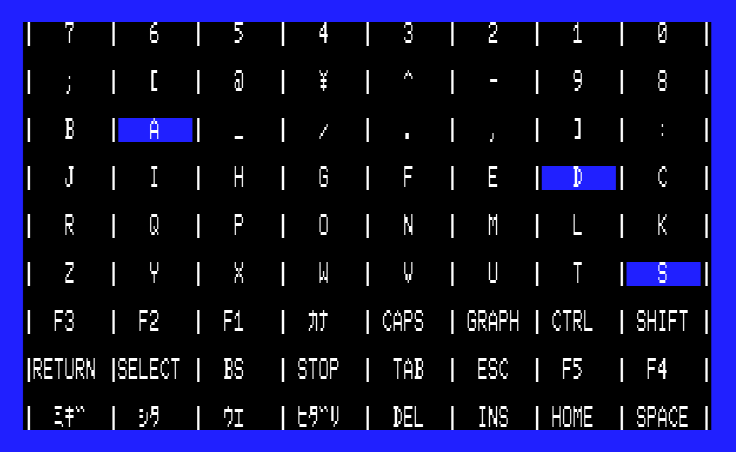 | 7 | 6 | 5 | 4 | 3 | 2 | 1 | 0 |
| ; | [ | @ | ¥ | ^ | - | 9 | 8 |
| B | A | _ | / | . | , | ] | : |
| J | I | H | G | F | E | D | C |
| R | Q | P | O | N | M | L | K |
| Z | Y | X | W | V | U | T | S |
| F3 | F2 | F1 | カナ | CAPS | GRAPH | CTRL | SHIFT |
|RETURN |SELECT | BS | STOP | TAB | ESC | F5 | F4 |
| ミギ | シタ | ウエ | ヒダリ | DEL | INS | HOME | SPACE |